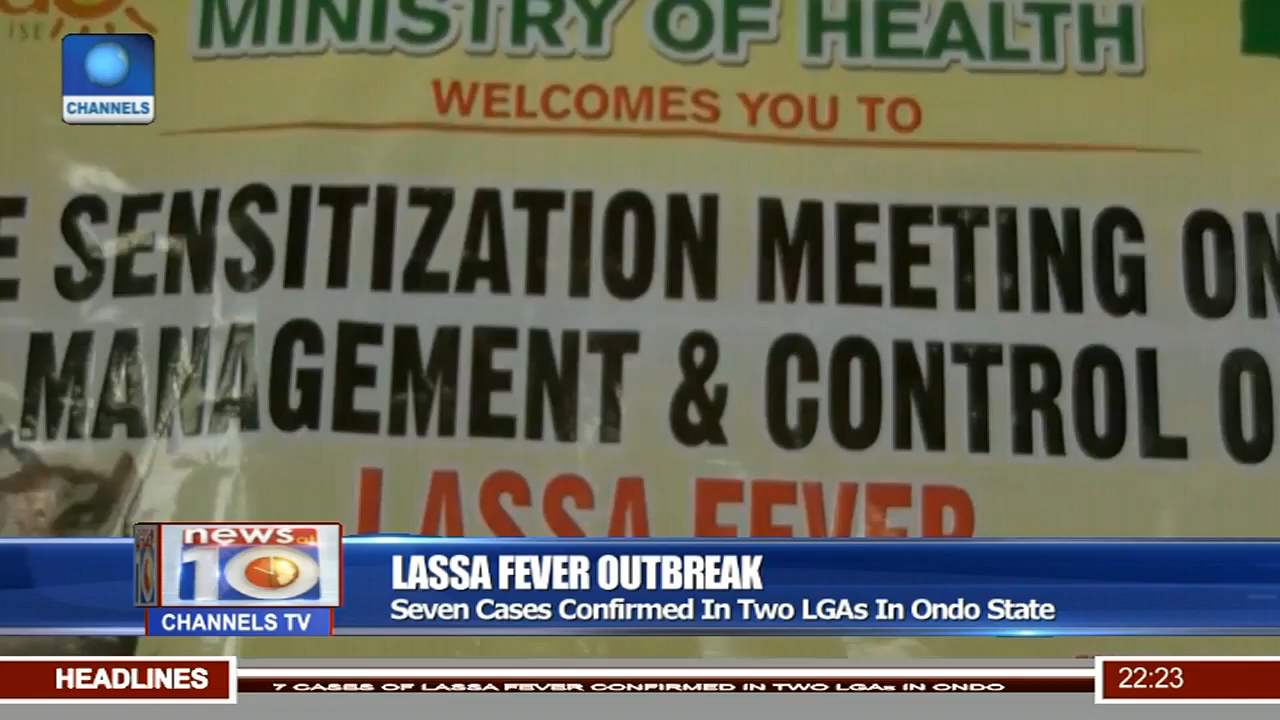 ISE
MINISTRY OF HEALTH
CHANNELS
WELCOMES YOU TO
E SENSITIZATION MEETING ON
MANAGEMENT & CONTROL O
LASSA FEVER
news at
10
CHANNELS TV
LASSA FEVER OUTBREAK
Seven Cases Confirmed In Two LGAs In Ondo State
HEADLINES
7 CASES OF LASSA FEVER CONFIRMED IN TWO LGAs IN ONDO
22:23